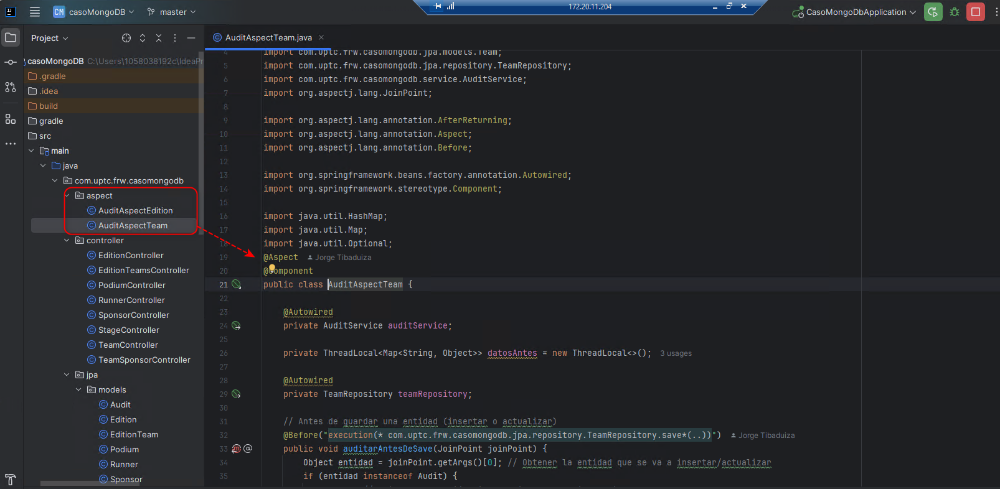 casoMongoDB
master
172.20.11.204
CasoMongoDbApplication
Project
AuditAspectTeam.java
casoMongoDB C:\Users\1058038192c\IdeaPr
.gradle
.idea
build
gradle
src
main
java
com.uptc.frw.casomongodb
aspect
AuditAspectEdition
AuditAspectTeam
controller
EditionController
EditionTeamsController
PodiumController
RunnerController
SponsorController
StageController
TeamController
TeamSponsorController
jpa
models
Audit
Edition
EditionTeam
Podium
Runner
Sponsor
4 import com.uptc.frw.casomongodb.jpa.models.Team;
5 import com.uptc.frw.casomongodb.jpa.repository.TeamRepository;
6 import com.uptc.frw.casomongodb.service.AuditService;
7 import org.aspectj.lang.JoinPoint;
8
9 import org.aspectj.lang.annotation.AfterReturning;
10 import org.aspectj.lang.annotation.Aspect;
11 import org.aspectj.lang.annotation.Before;
12
13 import org.springframework.beans.factory.annotation.Autowired;
14 import org.springframework.stereotype.Component;
15
16 import java.util.HashMap;
17 import java.util.Map;
18 import java.util.Optional;
19 @Aspect Jorge Tibaduiza
20 @Component
21 public class AuditAspectTeam {
22
23 @Autowired
24 private AuditService auditService;
25
26 private ThreadLocal<Map<String, Object>> datosAntes = new ThreadLocal<>(); 3 usages
27
28 @Autowired
29 private TeamRepository teamRepository;
30
31 // Antes de guardar una entidad (insertar o actualizar)
32 @Before("execution(* com.uptc.frw.casomongodb.jpa.repository.TeamRepository.save*(..))") Jorge Tibaduiza
33 public void auditarAntesDeSave(JoinPoint joinPoint) {
34 Object entidad = joinPoint.getArgs()[0]; // Obtener la entidad que se va a insertar/actualizar
35 if (entidad instanceof Audit) {